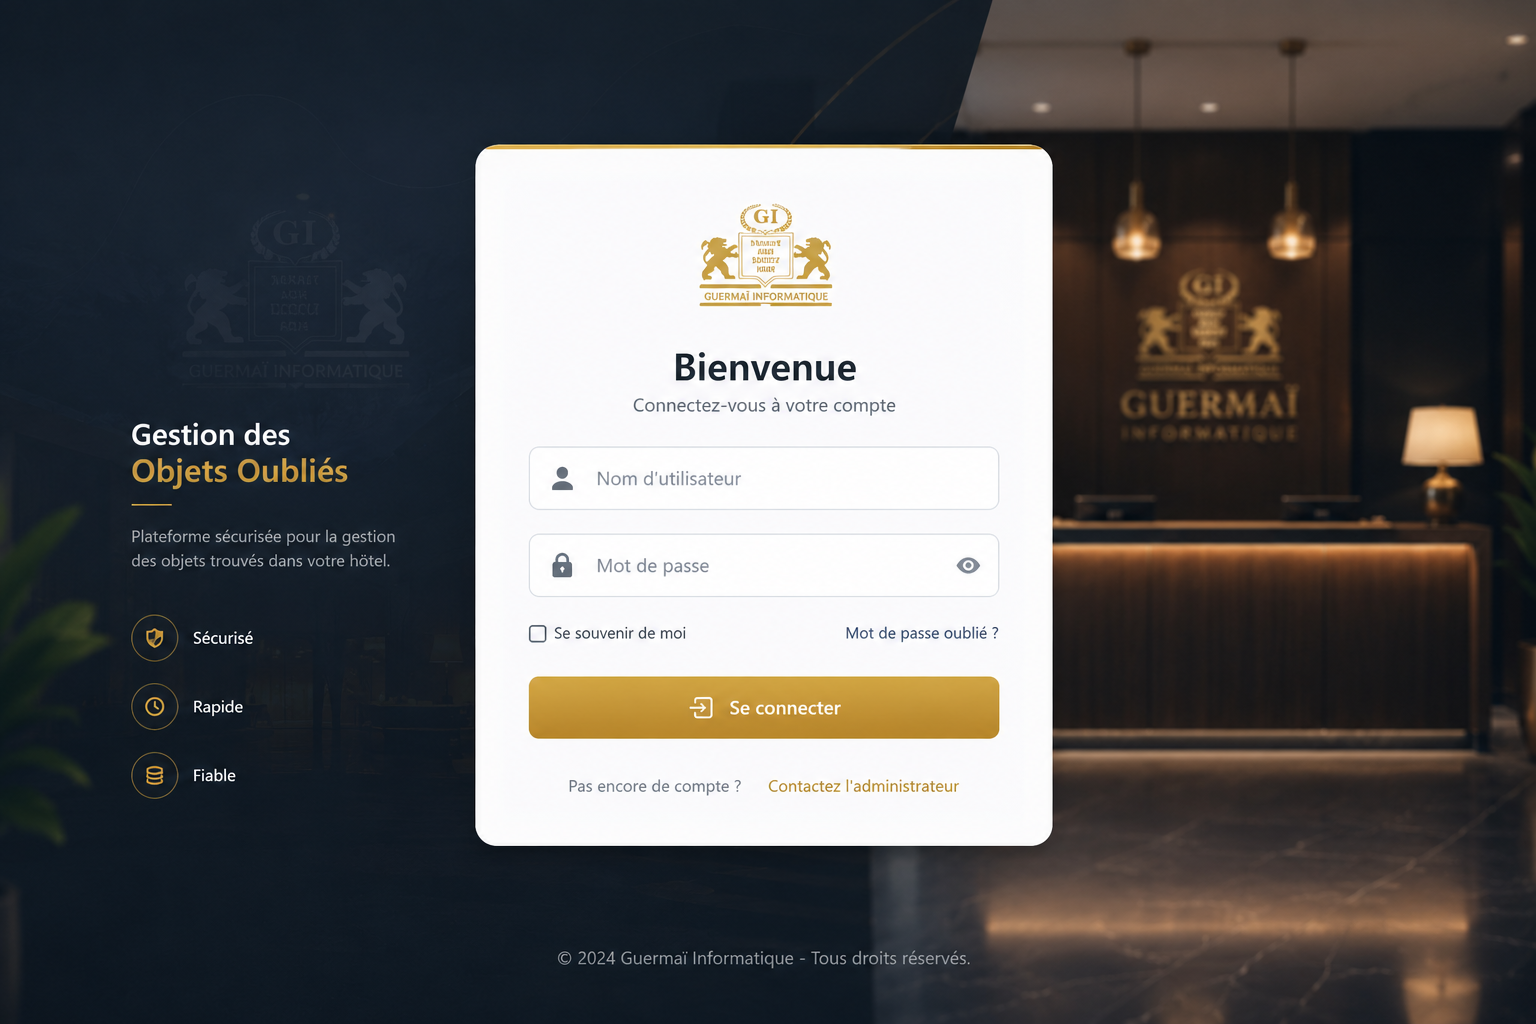 GI
GUERMAÏ INFORMATIQUE
Gestion des
Objets Oubliés
Plateforme sécurisée pour la gestion
des objets trouvés dans votre hôtel.
Sécurisé
Rapide
Fiable
GI
GUERMAÏ INFORMATIQUE
Bienvenue
Connectez-vous à votre compte
Nom d'utilisateur
Mot de passe
Se souvenir de moi
Mot de passe oublié ?
Se connecter
Pas encore de compte ?
Contactez l'administrateur
GI
GUERMAÏ
INFORMATIQUE
© 2024 Guermaï Informatique - Tous droits réservés.